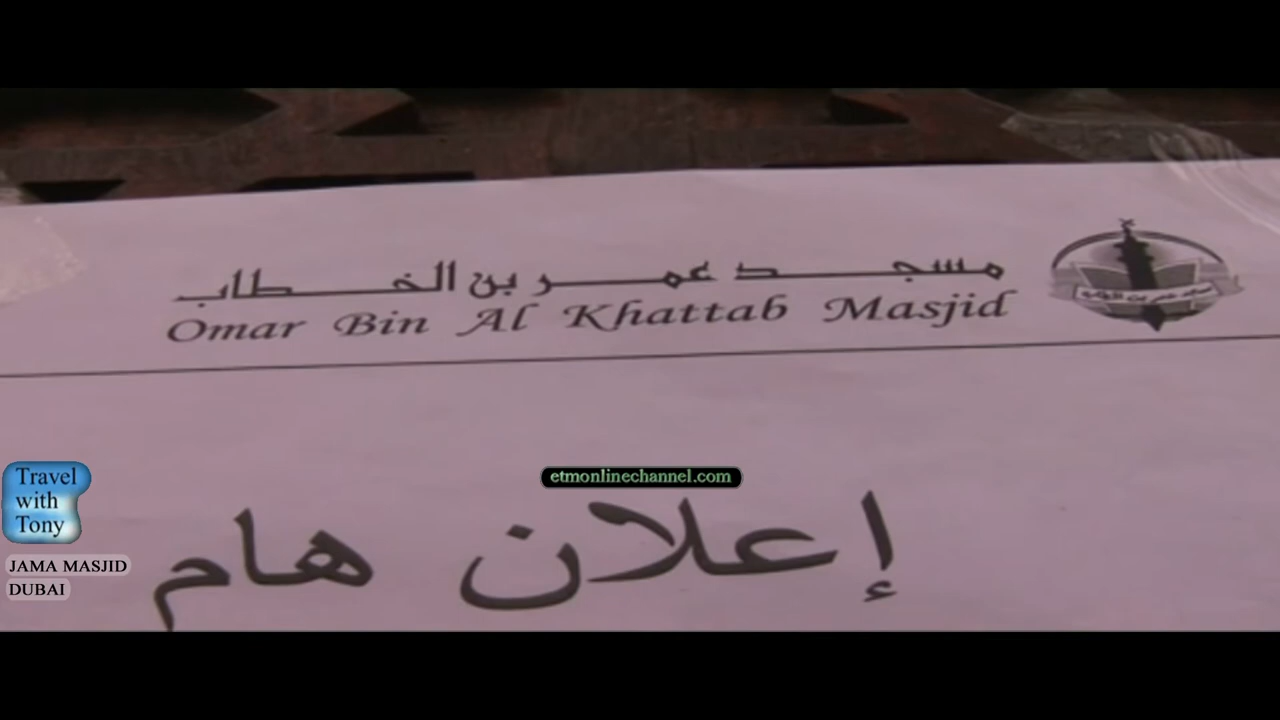 مسجد عمر بن الخطاب
Omar Bin Al Khattab Masjid
etmonlinechannel.com
إعلان هام
Travel
with
Tony
JAMA MASJID
DUBAI